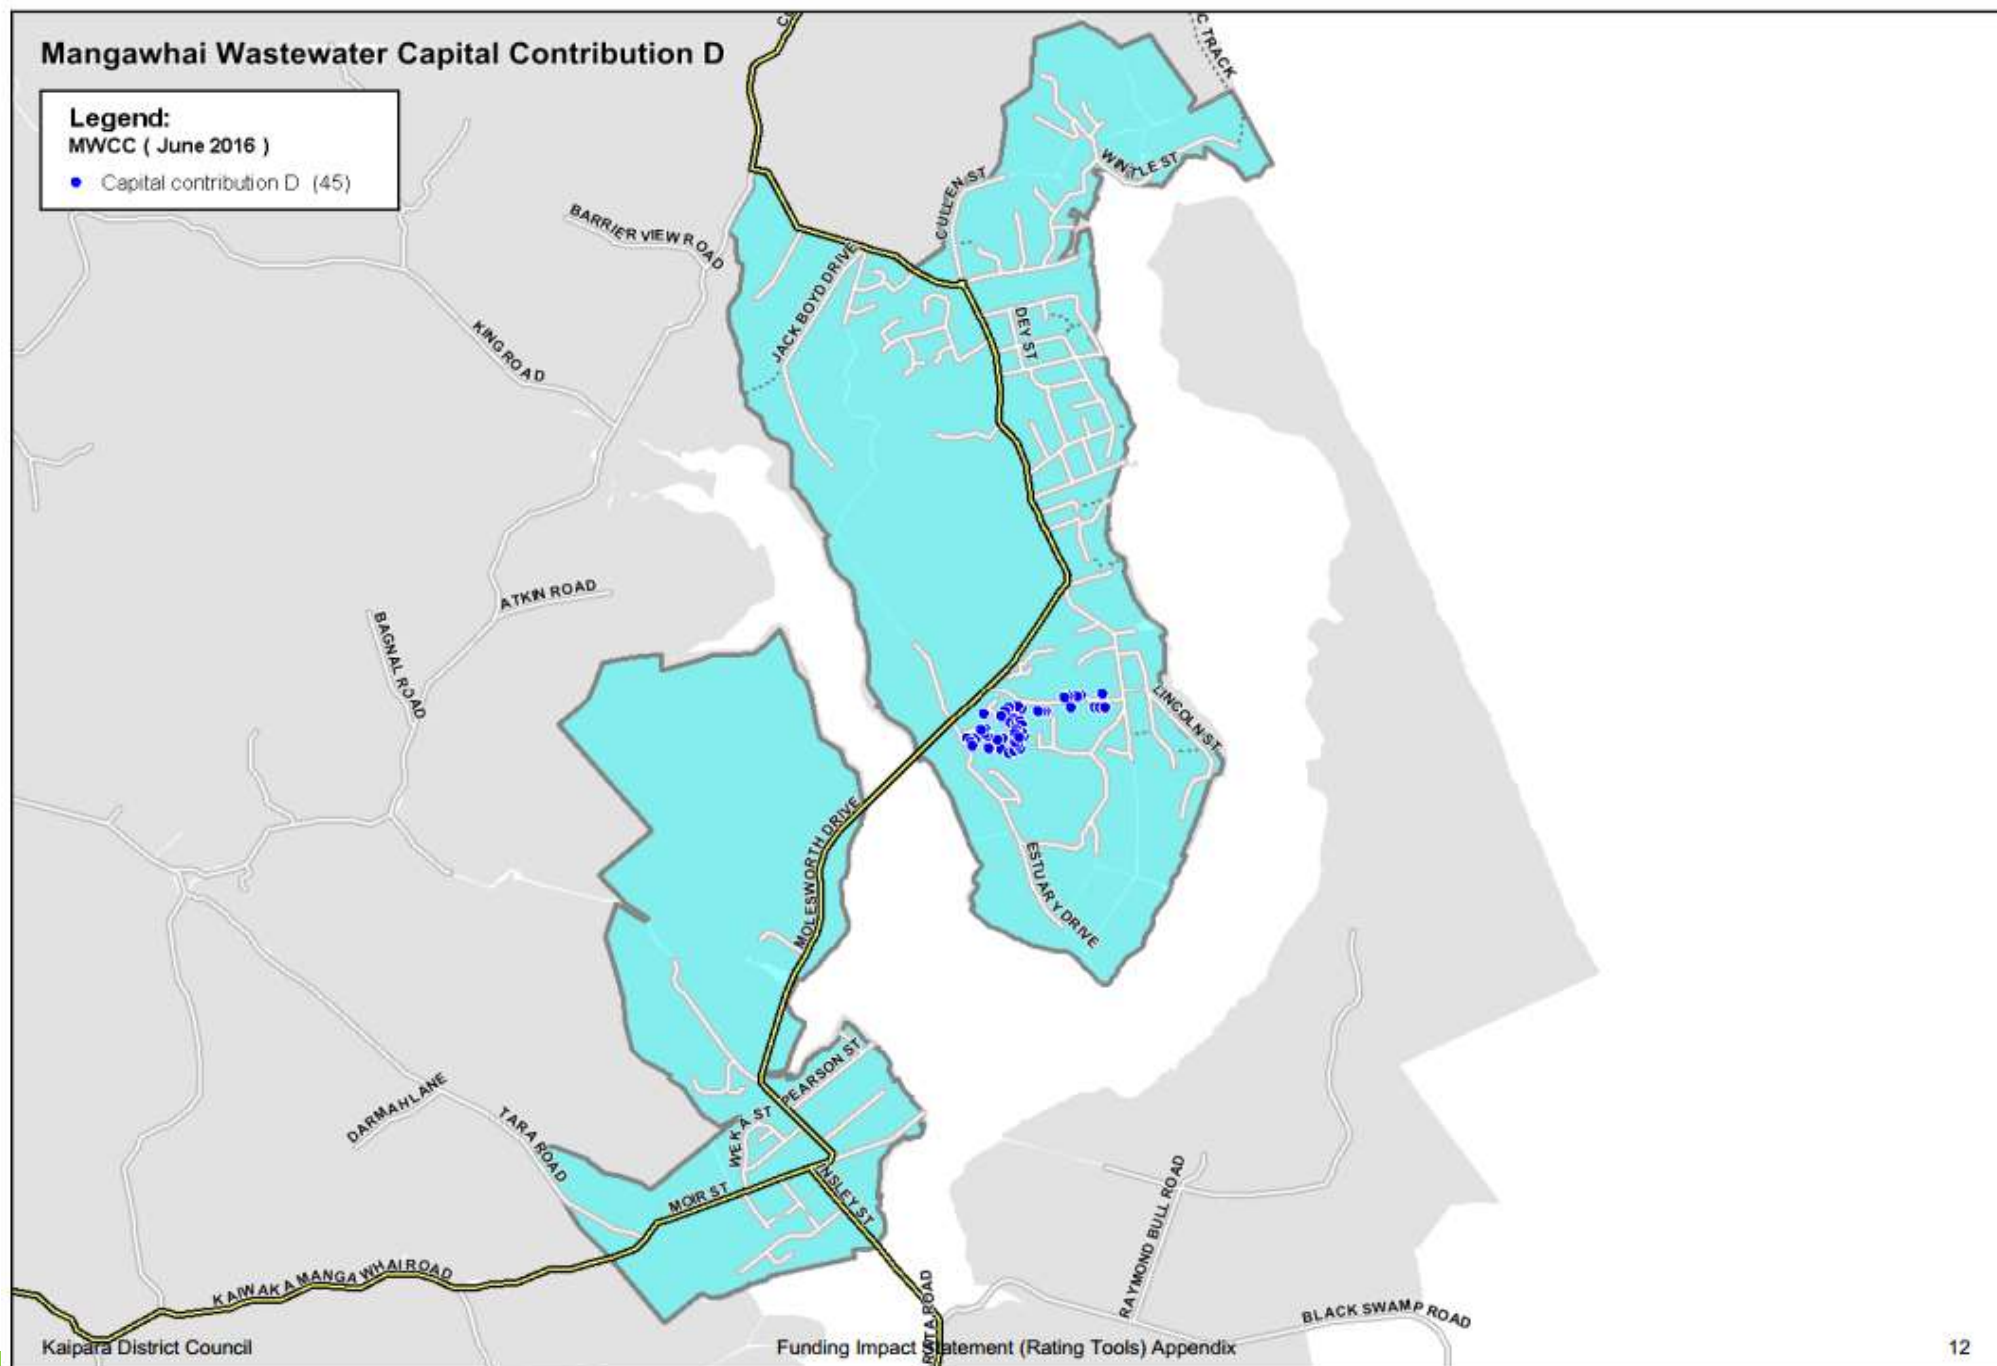 Mangawhai Wastewater Capital Contribution D
Legend:
MWCC ( June 2016 )
Capital contribution D (45)
C TRACK
WINTLE ST
CULLEN ST
BARRIER VIEW ROAD
JACK BOYD DRIVE
DEY ST
KING ROAD
ATKIN ROAD
BAGNAL ROAD
LINCOLN ST
MOLESWORTH DRIVE
ESTUARY DRIVE
PEARSON ST
WEKA ST
DARMAH LANE
TARA ROAD
MOIR ST
INSLEY ST
RAYMOND BULL ROAD
KAIWAKA MANGAWHAI ROAD
BLACK SWAMP ROAD
Kaipara District Council
Funding Impact Statement (Rating Tools) Appendix
12